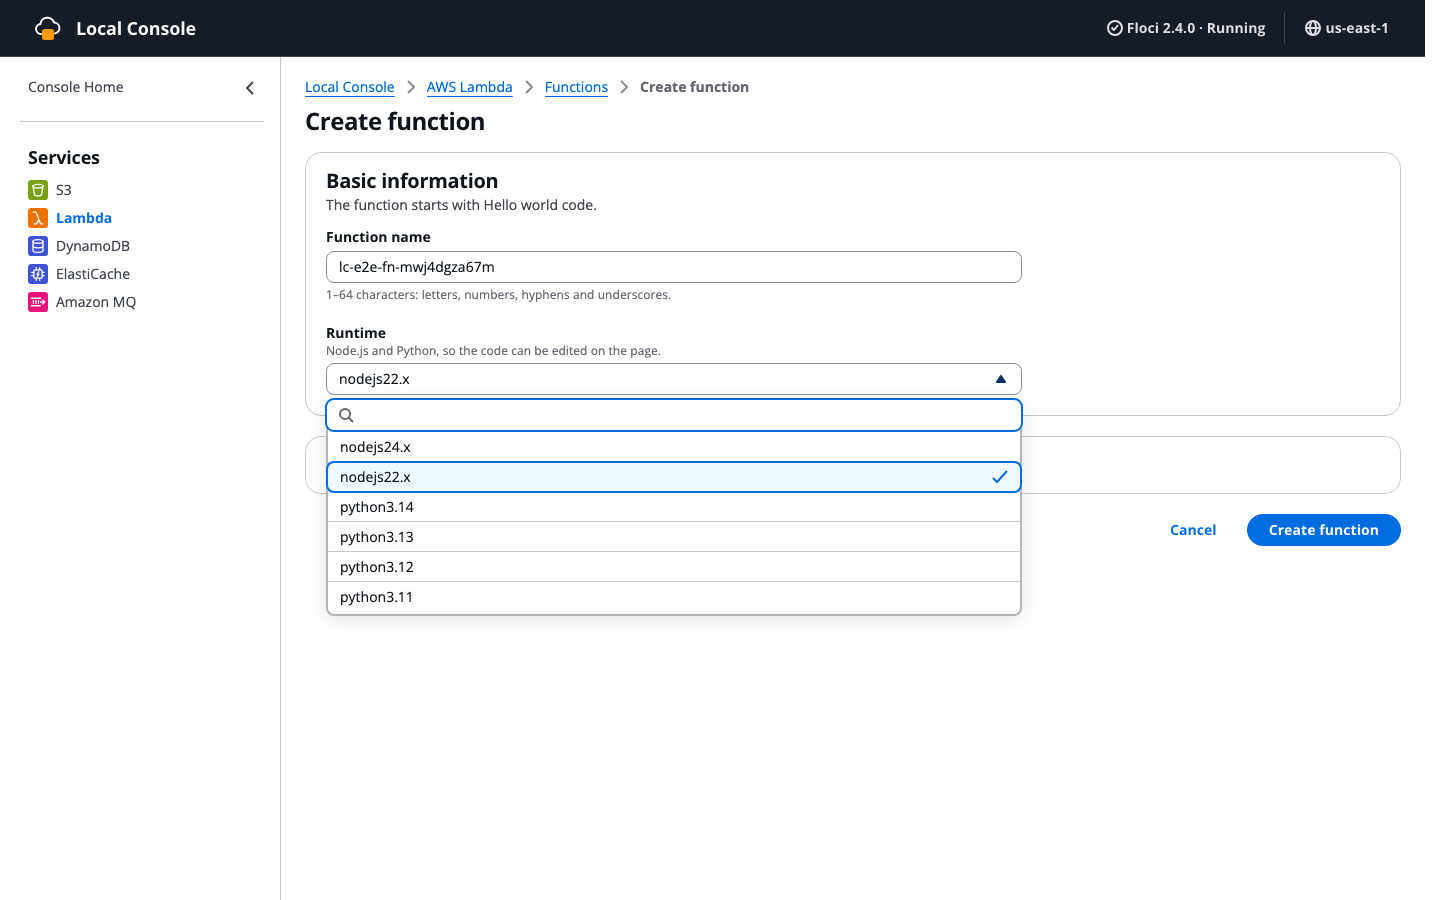 Local Console
Floci 2.4.0 · Running
us-east-1
Console Home
Services
S3
Lambda
DynamoDB
ElastiCache
Amazon MQ
Local Console > AWS Lambda > Functions > Create function
Create function
Basic information
The function starts with Hello world code.
Function name
lc-e2e-fn-mwj4dgza67m
1–64 characters: letters, numbers, hyphens and underscores.
Runtime
Node.js and Python, so the code can be edited on the page.
nodejs22.x
nodejs24.x
nodejs22.x
python3.14
python3.13
python3.12
python3.11
Cancel
Create function